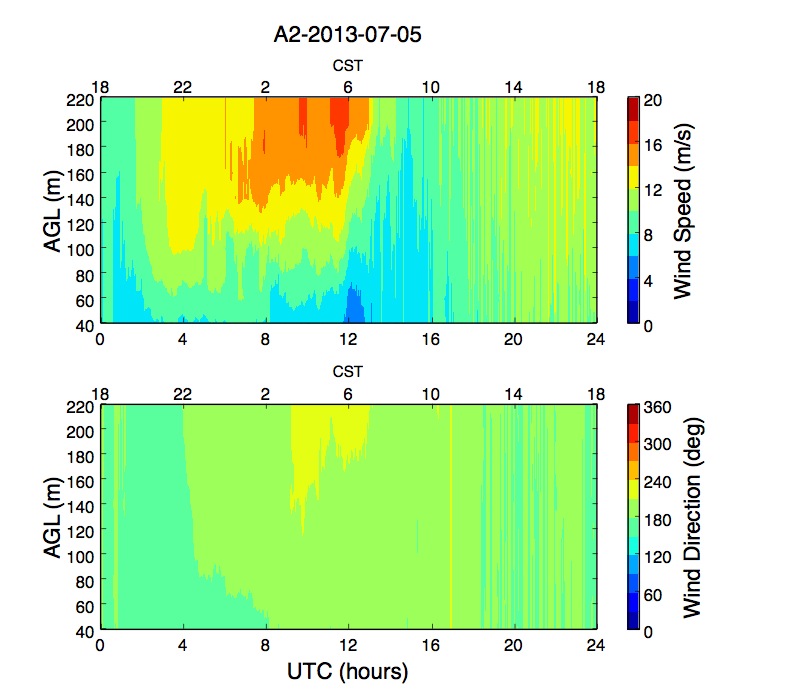 A2-2013-07-05
CST
18 22 2 6 10 14 18
220
200
180
160
140
120
100
80
60
40
AGL (m)
0 4 8 12 16 20 24
20
16
12
8
4
0
Wind Speed (m/s)
CST
18 22 2 6 10 14 18
220
200
180
160
140
120
100
80
60
40
AGL (m)
0 4 8 12 16 20 24
UTC (hours)
360
300
240
180
120
60
0
Wind Direction (deg)